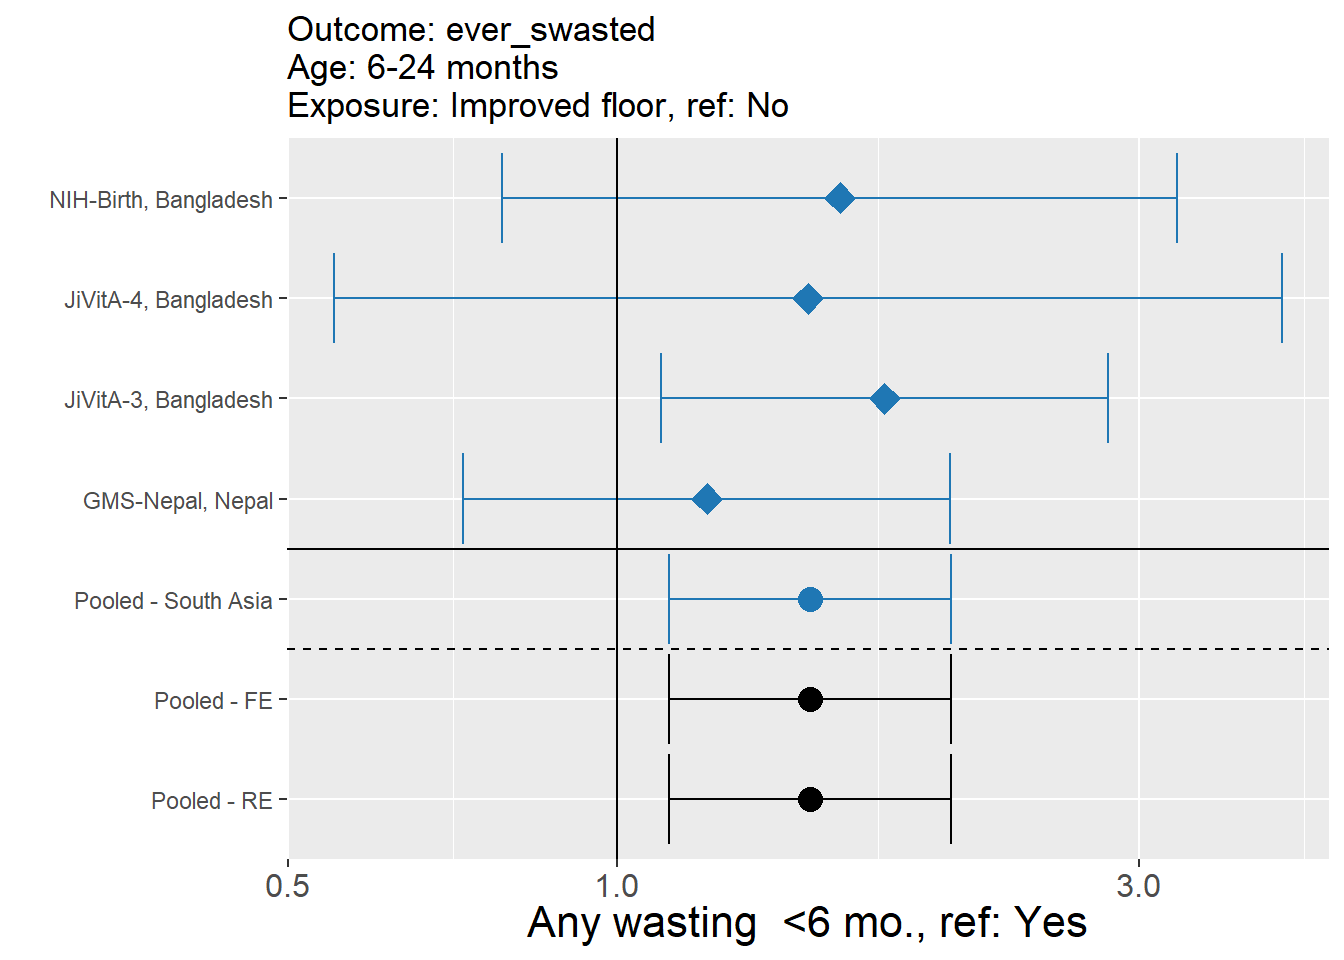 Outcome: ever_swasted
Age: 6-24 months
Exposure: Improved floor, ref: No
NIH-Birth, Bangladesh
JiVitA-4, Bangladesh
JiVitA-3, Bangladesh
GMS-Nepal, Nepal
Pooled - South Asia
Pooled - FE
Pooled - RE
0.5 1.0 3.0
Any wasting  <6 mo., ref: Yes